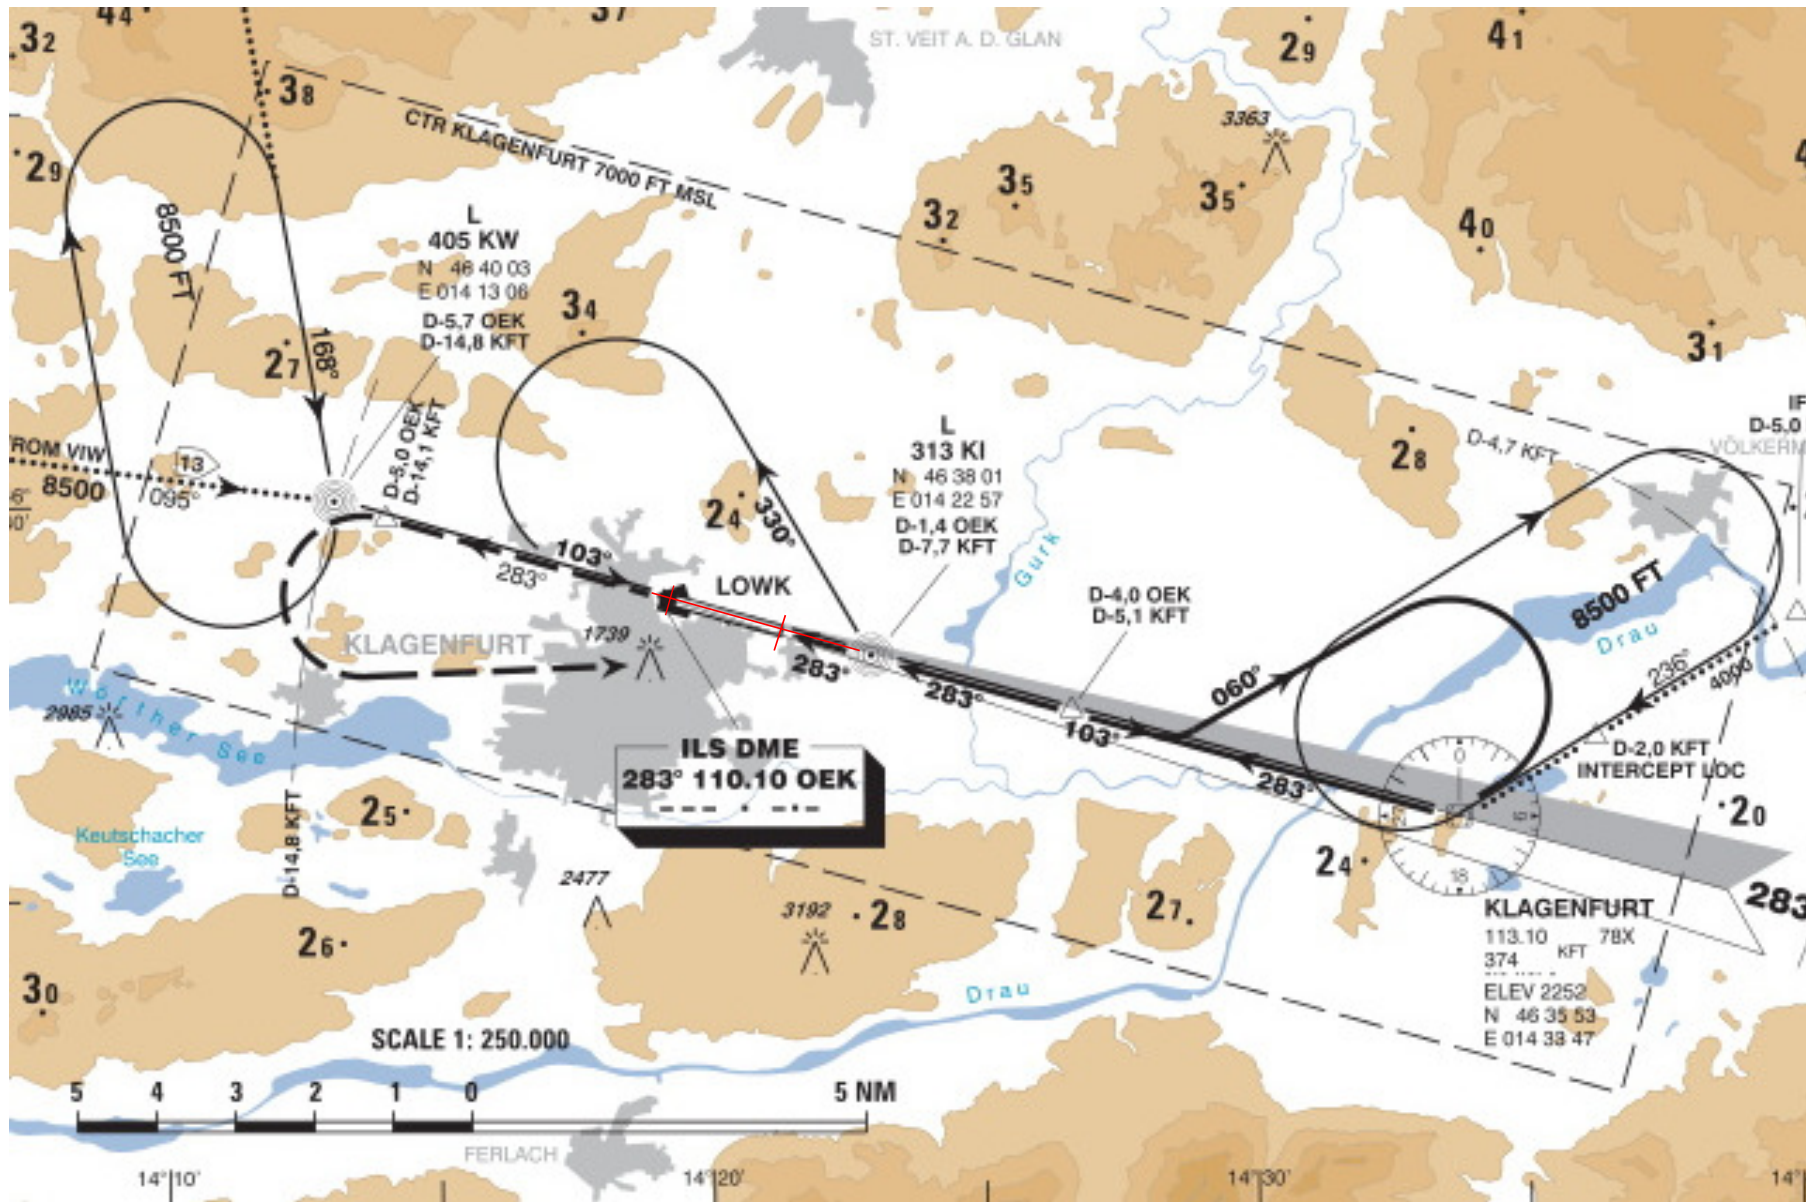 44
37
32
ST. VEIT A. D. GLAN
29
41
38
3363
CTR KLAGENFURT 7000 FT MSL
29
4
35
35
32
40
8500 FT
L
405 KW
N 46 40 03
E 014 13 06
D-5,7 OEK
D-14,8 KFT
34
27
168°
31
D-5,0 OEK
D-14,1 KFT
IF
D-5.0
VÖLKERM
D-4,7 KFT
28
L
313 KI
N 46 38 01
E 014 22 57
D-1,4 OEK
D-7,7 KFT
ROM VIW
13
8500
095°
24
330°
Gurk
103°
283°
LOWK
D-4,0 OEK
D-5,1 KFT
8500 FT
Drau
KLAGENFURT
1739
283°
283°
060°
236°
4000
103°
Wörther See
2985
ILS DME
283° 110.10 OEK
283°
0
D-2,0 KFT
INTERCEPT LOC
20
25
Keutschacher
See
D-14,8 KFT
18
24
2477
3192
28
27
283
KLAGENFURT
113.10 78X
374 KFT
ELEV 2252
N 46 35 53
E 014 33 47
26
30
Drau
SCALE 1: 250.000
5 4 3 2 1 0 5 NM
FERLACH
14°10' 14°20' 14°30' 14°